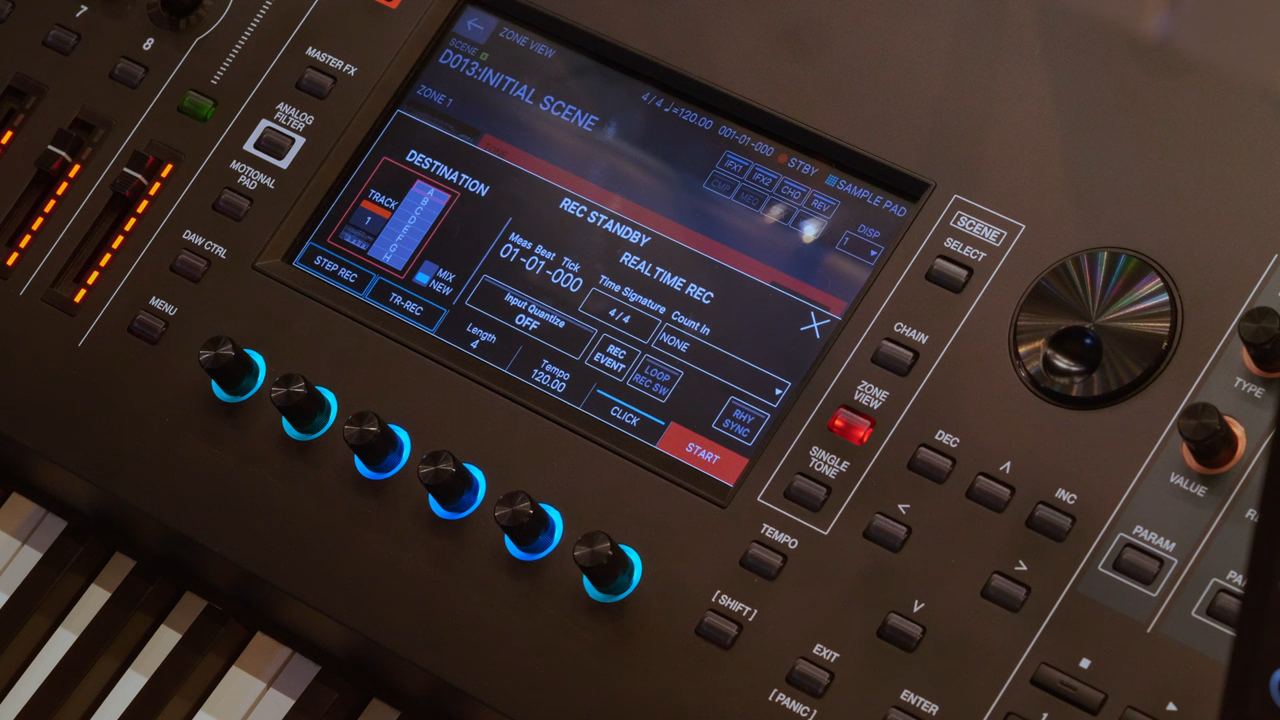 7
8
MASTER FX
ANALOG
FILTER
MOTIONAL
PAD
DAW CTRL
MENU
ZONE VIEW
SCENE
D013:INITIAL SCENE
4/4 ♩=120.00 001-01-000 STBY SAMPLE PAD
ZONE 1
IFX1 IFX2 CHO REV
CMP MEQ
DISP
1
DESTINATION
TRACK
1
A
B
C
D
E
F
G
H
MIX
NEW
STEP REC
TR-REC
REC STANDBY
REALTIME REC
Meas Beat Tick
01-01-000
Time Signature
4/4
Count In
NONE
Input Quantize
OFF
REC
EVENT
LOOP
REC SW
Length
4
Tempo
120.00
CLICK
RHY
SYNC
START
SCENE
SELECT
CHAIN
ZONE
VIEW
SINGLE
TONE
DEC
INC
TEMPO
[ SHIFT ]
EXIT
[PANIC]
ENTER
TYPE
VALUE
PARAM